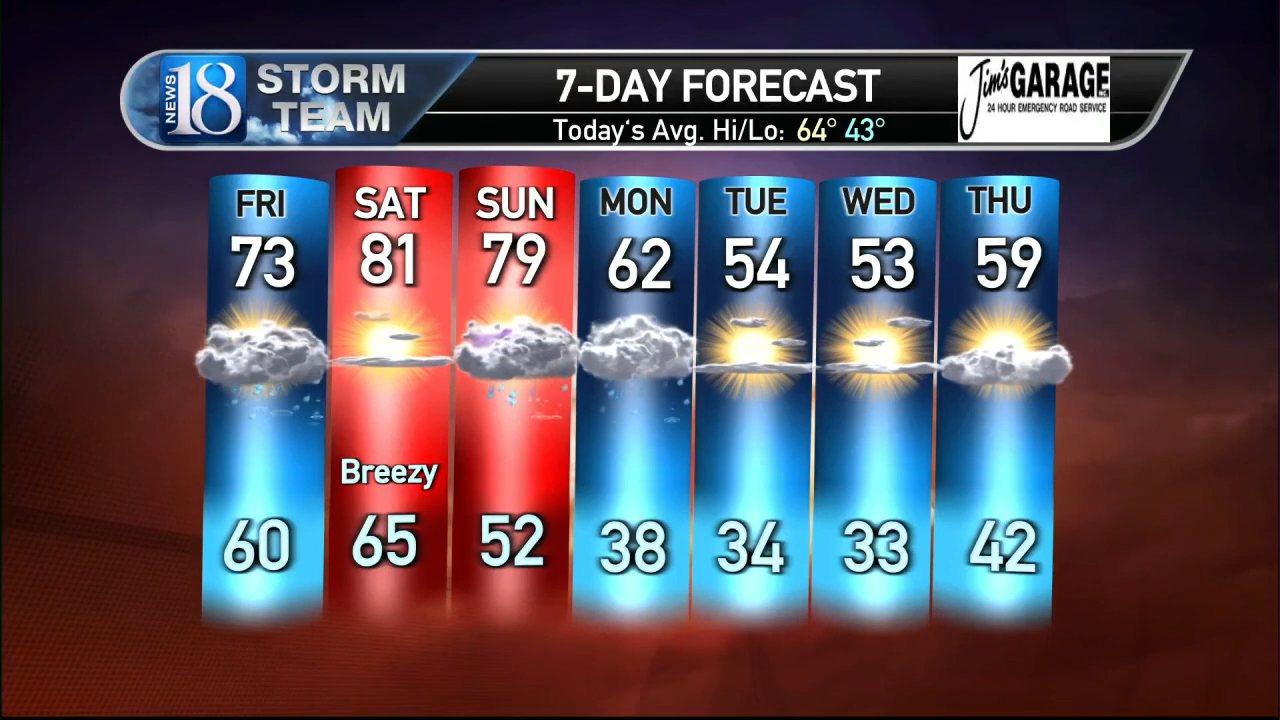 NEWS 18 STORM TEAM
7-DAY FORECAST
Today's Avg. Hi/Lo: 64° 43°
Jim's GARAGE INC
24 HOUR EMERGENCY ROAD SERVICE
FRI SAT SUN MON TUE WED THU
73 81 79 62 54 53 59
Breezy
60 65 52 38 34 33 42